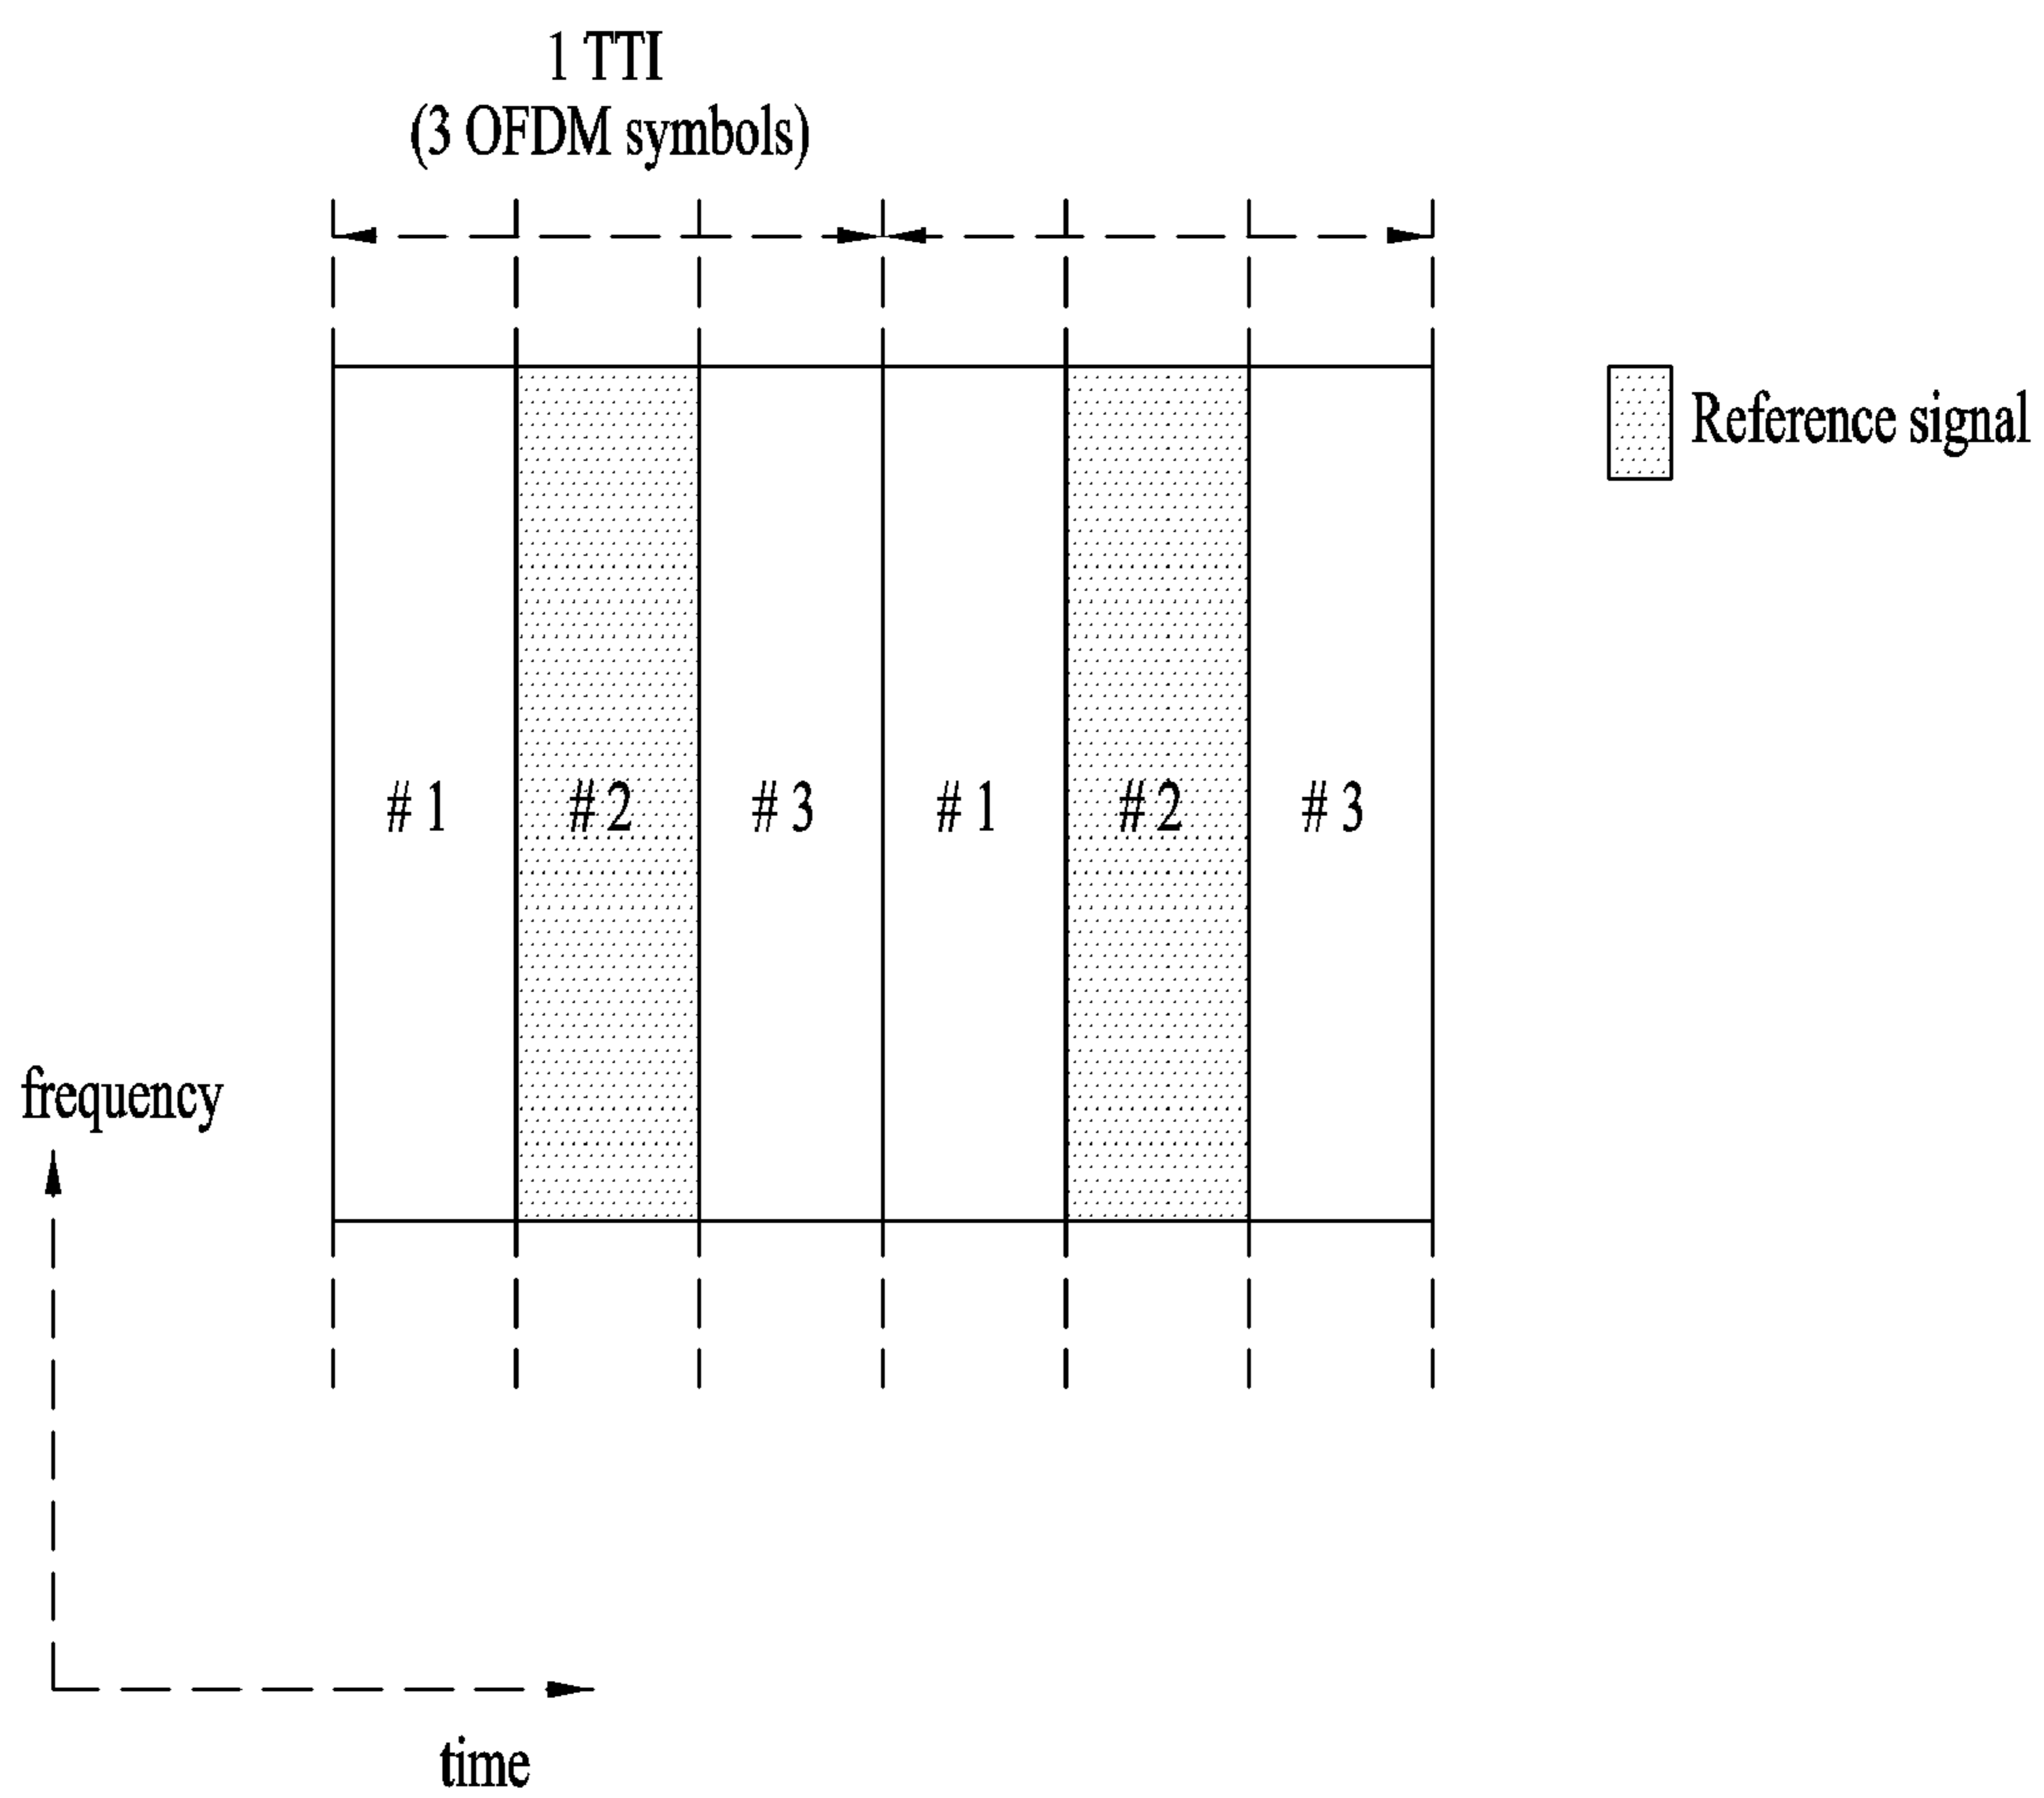 1 TTI
(3 OFDM symbols)
Reference signal
# 1 # 2 # 3 # 1 # 2 # 3
frequency
time